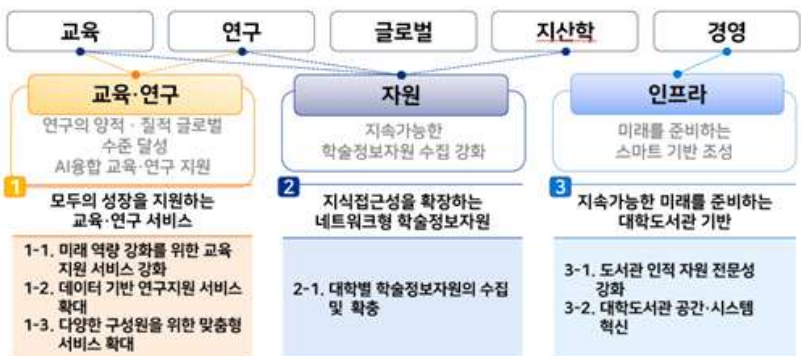 교육
연구
글로벌
지산학
경영
교육·연구
연구의 양적 · 질적 글로벌
수준 달성
AI융합 교육·연구 지원
자원
지속가능한
학술정보자원 수집 강화
인프라
미래를 준비하는
스마트 기반 조성
1
모두의 성장을 지원하는
교육·연구 서비스
2
지식접근성을 확장하는
네트워크형 학술정보자원
3
지속가능한 미래를 준비하는
대학도서관 기반
1-1. 미래 역량 강화를 위한 교육
지원 서비스 강화
1-2. 데이터 기반 연구지원 서비스
확대
1-3. 다양한 구성원을 위한 맞춤형
서비스 확대
2-1. 대학별 학술정보자원의 수집
및 확충
3-1. 도서관 인적 자원 전문성
강화
3-2. 대학도서관 공간·시스템
혁신